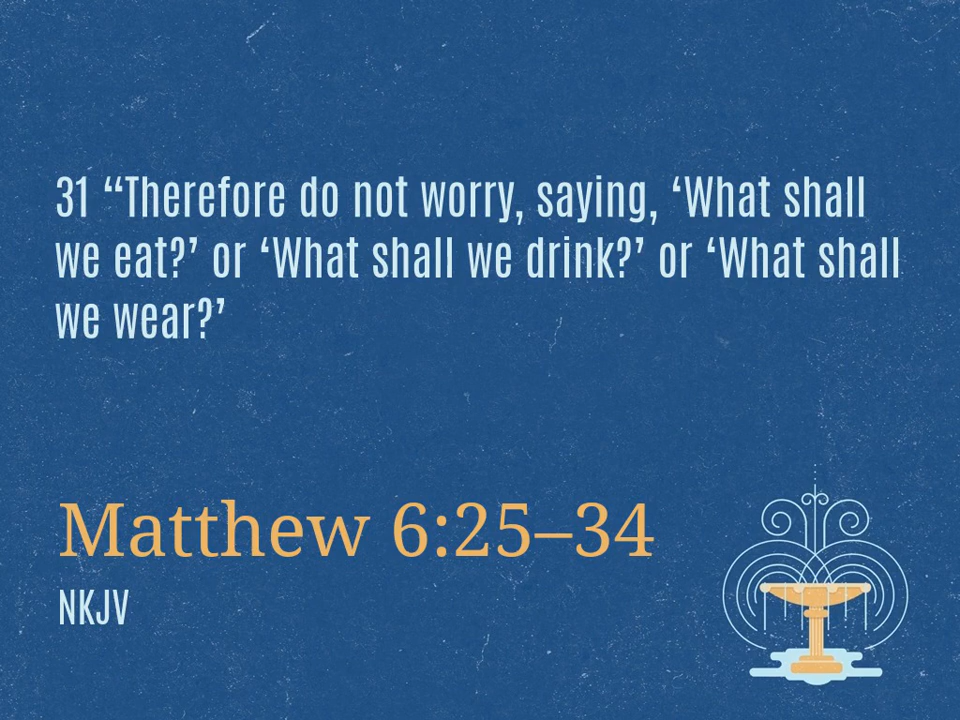 31 “Therefore do not worry, saying, ‘What shall
we eat?’ or ‘What shall we drink?’ or ‘What shall
we wear?’
Matthew 6:25–34
NKJV